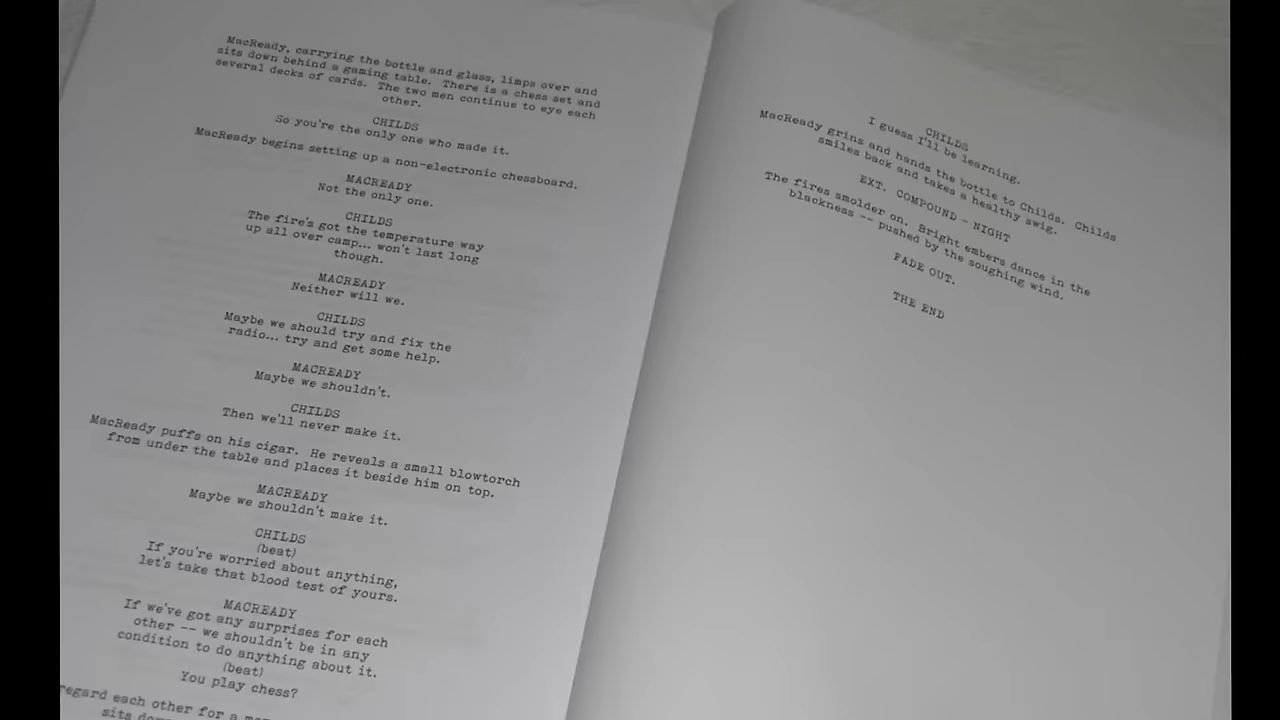 MacReady, carrying the bottle and glass, limps over and
sits down behind a gaming table. There is a chess set and
several decks of cards. The two men continue to eye each
other.
CHILDS
So you're the only one who made it.
MacReady begins setting up a non-electronic chessboard.
MACREADY
Not the only one.
CHILDS
The fire's got the temperature way
up all over camp... won't last long
though.
MACREADY
Neither will we.
CHILDS
Maybe we should try and fix the
radio... try and get some help.
MACREADY
Maybe we shouldn't.
CHILDS
Then we'll never make it.
MacReady puffs on his cigar. He reveals a small blowtorch
from under the table and places it beside him on top.
MACREADY
Maybe we shouldn't make it.
CHILDS
(beat)
If you're worried about anything,
let's take that blood test of yours.
MACREADY
If we've got any surprises for each
other -- we shouldn't be in any
condition to do anything about it.
(beat)
You play chess?
regard each other for a
sits
CHILDS
I guess I'll be learning.
MacReady grins and hands the bottle to Childs. Childs
smiles back and takes a healthy swig.
EXT. COMPOUND - NIGHT
The fires smolder on. Bright embers dance in the
blackness -- pushed by the soughing wind.
FADE OUT.
THE END